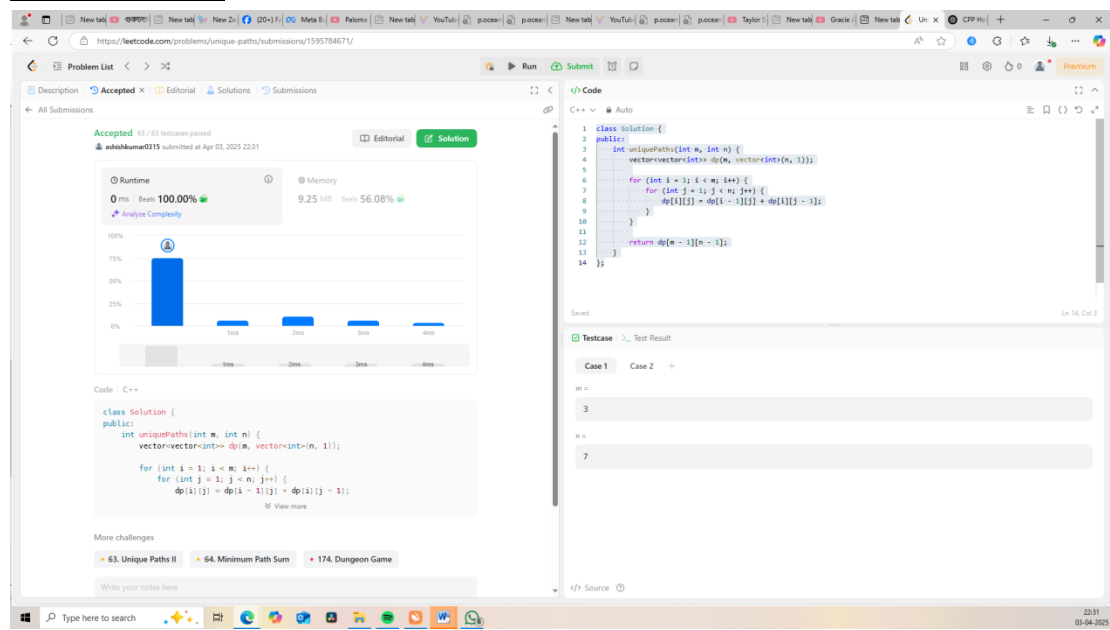 New tab
New tab
New Ze
(20+) Fa
Meta B
Paloma
New tab
YouTub
p.ocean
p.ocean
New tab
YouTub
p.ocean
p.ocean
Taylor S
New tab
Gracie A
New tab
Un
CPP Ho
https://leetcode.com/problems/unique-paths/submissions/1595784671/
Problem List
Run
Submit
0
Premium
Description
Accepted
Editorial
Solutions
Submissions
All Submissions
Accepted 63 / 63 testcases passed
ashishkumar0315 submitted at Apr 03, 2025 22:31
Editorial
Solution
Runtime
0 ms Beats 100.00%
Analyze Complexity
Memory
9.25 MB Beats 56.08%
100%
75%
50%
25%
0%
1ms 2ms 3ms 4ms
1ms 2ms 3ms 4ms
Code C++
class Solution {
public:
int uniquePaths(int m, int n) {
vector<vector<int>> dp(m, vector<int>(n, 1));
for (int i = 1; i < m; i++) {
for (int j = 1; j < n; j++) {
dp[i][j] = dp[i - 1][j] + dp[i][j - 1];
View more
More challenges
63. Unique Paths II
64. Minimum Path Sum
174. Dungeon Game
Write your notes here
</> Code
C++ Auto
1 class Solution {
2 public:
3 int uniquePaths(int m, int n) {
4 vector<vector<int>> dp(m, vector<int>(n, 1));
5
6 for (int i = 1; i < m; i++) {
7 for (int j = 1; j < n; j++) {
8 dp[i][j] = dp[i - 1][j] + dp[i][j - 1];
9 }
10 }
11
12 return dp[m - 1][n - 1];
13 }
14 };
Saved
Ln 14, Col 3
Testcase
Test Result
Case 1 Case 2 +
m =
3
n =
7
</> Source
Type here to search
22:31
03-04-2025